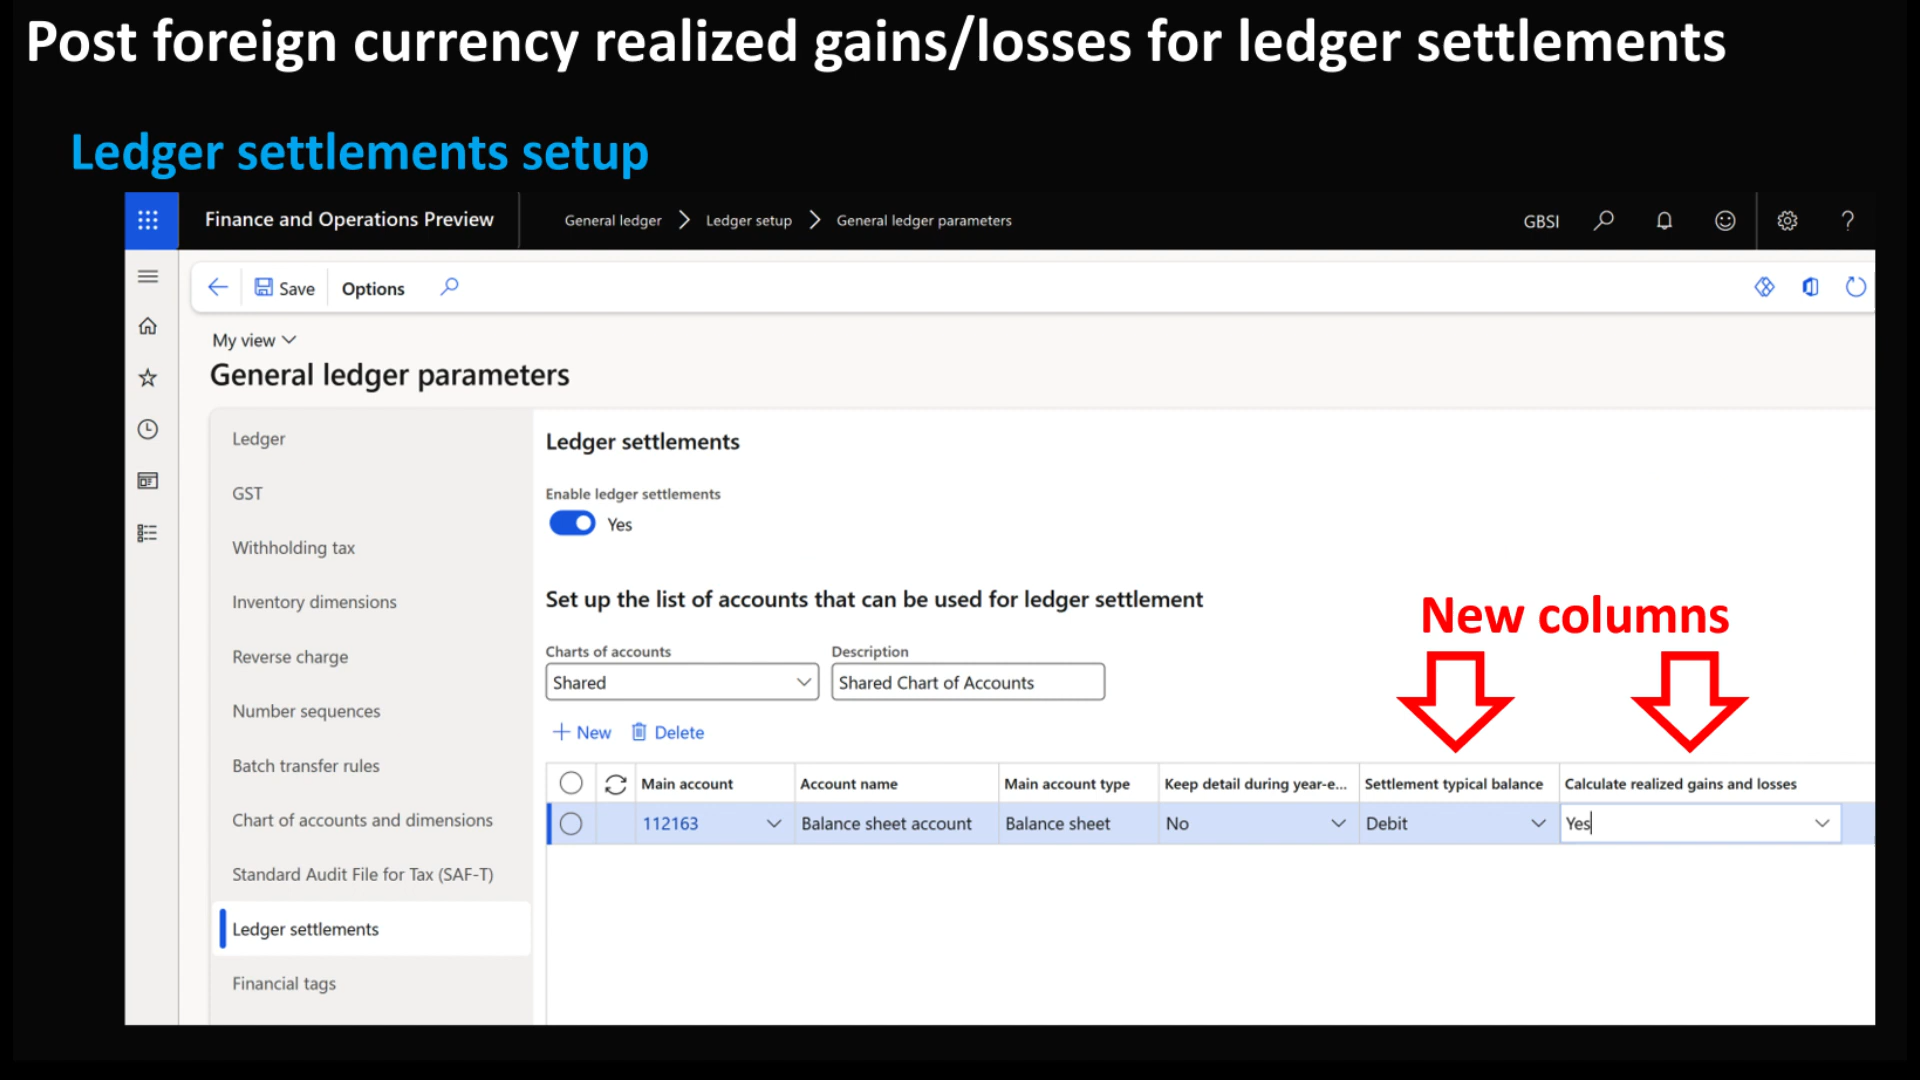 Post foreign currency realized gains/losses for ledger settlements
Ledger settlements setup
Finance and Operations Preview
General ledger > Ledger setup > General ledger parameters
GBSI
?
Save
Options
My view
General ledger parameters
Ledger
GST
Withholding tax
Inventory dimensions
Reverse charge
Number sequences
Batch transfer rules
Chart of accounts and dimensions
Standard Audit File for Tax (SAF-T)
Ledger settlements
Financial tags
Ledger settlements
Enable ledger settlements
Yes
Set up the list of accounts that can be used for ledger settlement
Charts of accounts
Description
Shared
Shared Chart of Accounts
New columns
+ New
Delete
Main account
Account name
Main account type
Keep detail during year-e...
Settlement typical balance
Calculate realized gains and losses
112163
Balance sheet account
Balance sheet
No
Debit
Yes